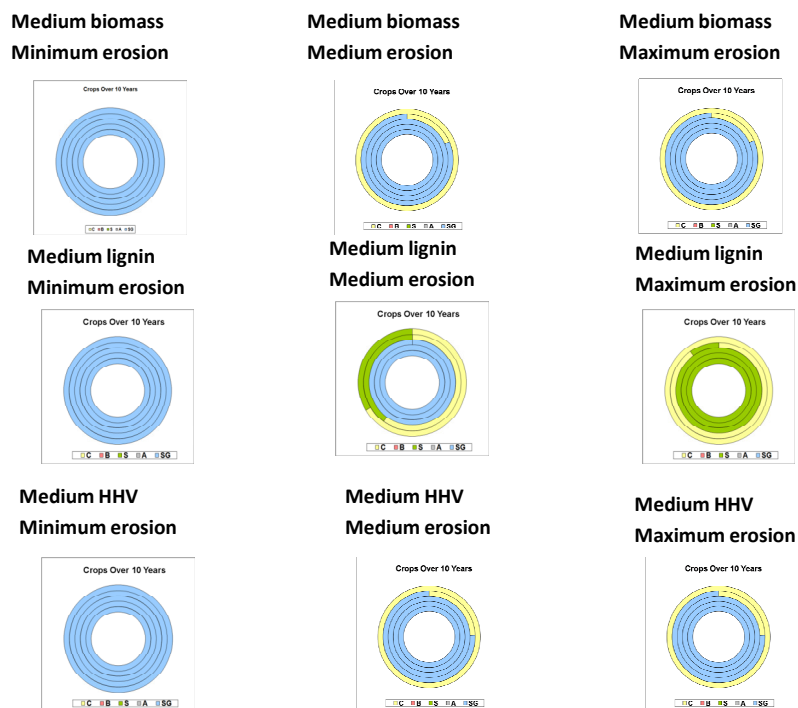 Medium biomass
Minimum erosion
Medium biomass
Medium erosion
Medium biomass
Maximum erosion
Crops Over 10 Years
C B S A SG
Crops Over 10 Years
C B S A SG
Crops Over 10 Years
C B S A SG
Medium lignin
Minimum erosion
Medium lignin
Medium erosion
Medium lignin
Maximum erosion
Crops Over 10 Years
C B S A SG
Crops Over 10 Years
C B S A SG
Crops Over 10 Years
C B S A SG
Medium HHV
Minimum erosion
Medium HHV
Medium erosion
Medium HHV
Maximum erosion
Crops Over 10 Years
C B S A SG
Crops Over 10 Years
C B S A SG
Crops Over 10 Years
C B S A SG